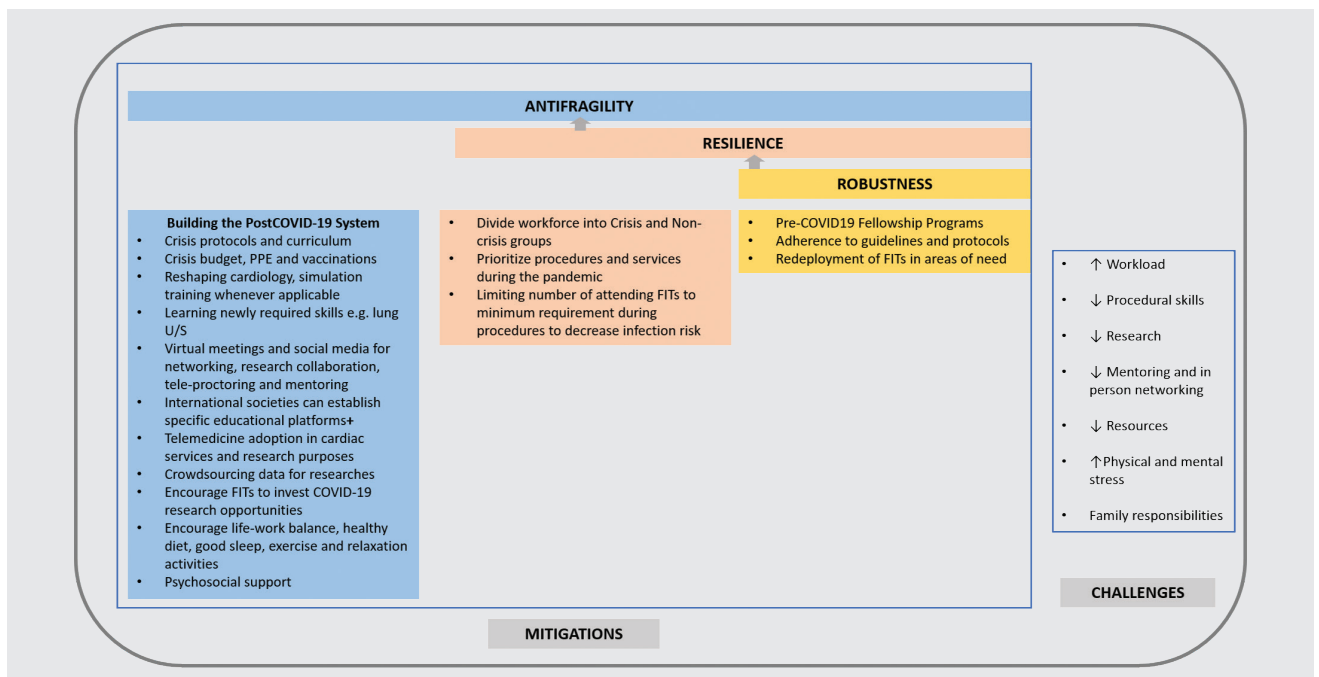 ANTIFRAGILITY
RESILIENCE
ROBUSTNESS
Building the PostCOVID-19 System
• Crisis protocols and curriculum
• Crisis budget, PPE and vaccinations
• Reshaping cardiology, simulation
training whenever applicable
• Learning newly required skills e.g. lung
U/S
• Virtual meetings and social media for
networking, research collaboration,
tele-proctoring and mentoring
• International societies can establish
specific educational platforms+
• Telemedicine adoption in cardiac
services and research purposes
• Crowdsourcing data for researches
• Encourage FITs to invest COVID-19
research opportunities
• Encourage life-work balance, healthy
diet, good sleep, exercise and relaxation
activities
• Psychosocial support
• Divide workforce into Crisis and Non-
crisis groups
• Prioritize procedures and services
during the pandemic
• Limiting number of attending FITs to
minimum requirement during
procedures to decrease infection risk
• Pre-COVID19 Fellowship Programs
• Adherence to guidelines and protocols
• Redeployment of FITs in areas of need
• ↑ Workload
• ↓ Procedural skills
• ↓ Research
• ↓ Mentoring and in
person networking
• ↓ Resources
• ↑Physical and mental
stress
• Family responsibilities
CHALLENGES
MITIGATIONS